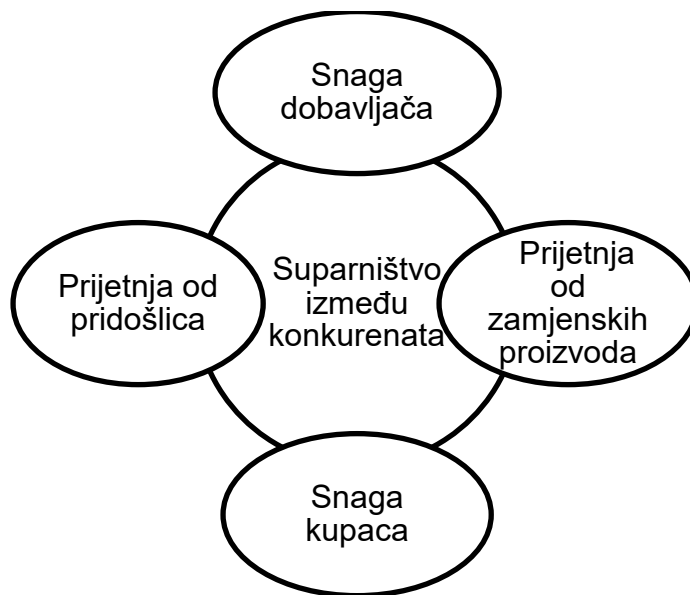 Snaga
dobavljača
Prijetnja od
pridošlica
Suparništvo
između
konkurenata
Prijetnja
od
zamjenskih
proizvoda
Snaga
kupaca